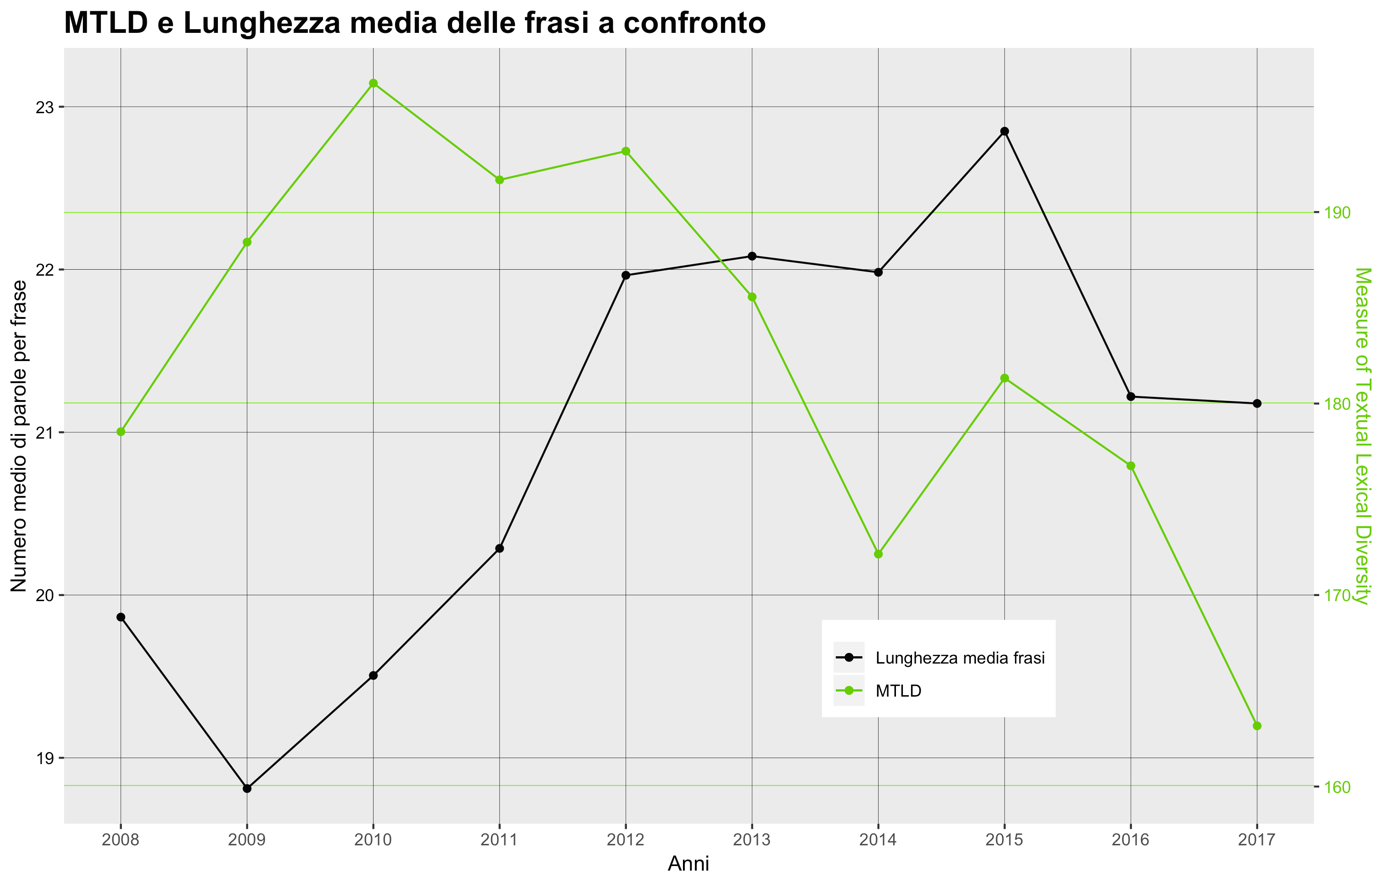 MTLD e Lunghezza media delle frasi a confronto
Numero medio di parole per frase
23
22
21
20
19
190
180
170
160
Measure of Textual Lexical Diversity
Lunghezza media frasi
MTLD
2008 2009 2010 2011 2012 2013 2014 2015 2016 2017
Anni